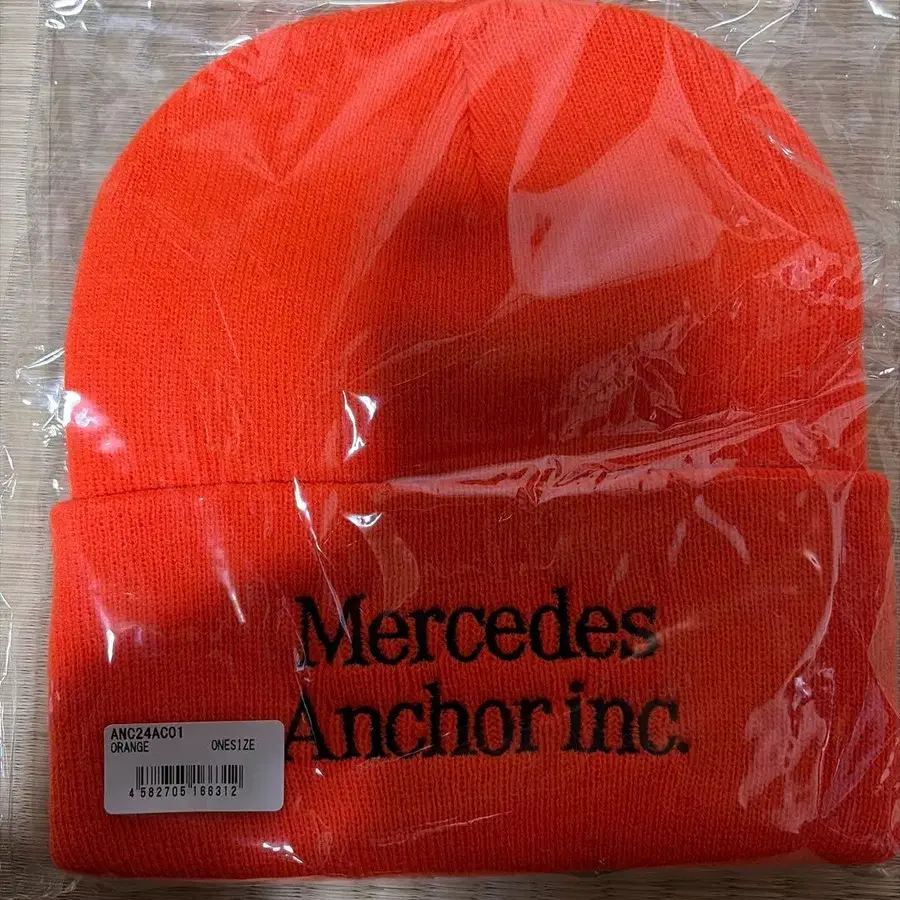 Mercedes
Anchor inc.
ANC24AC01
ORANGE ONESIZE
4 582705 166312